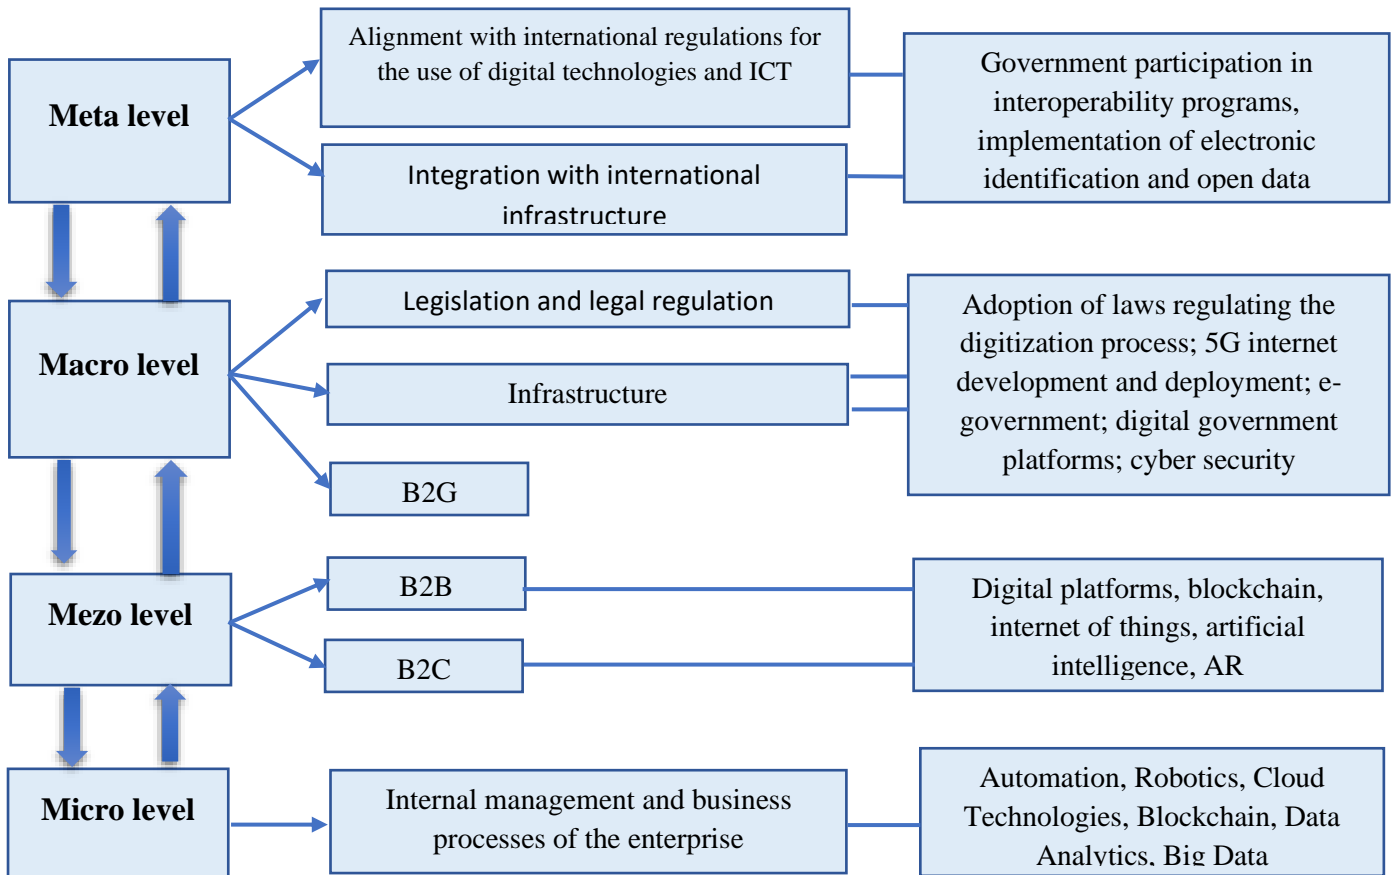 Meta level
Alignment with international regulations for
the use of digital technologies and ICT
Integration with international
infrastructure
Government participation in
interoperability programs,
implementation of electronic
identification and open data
Macro level
Legislation and legal regulation
Infrastructure
B2G
Adoption of laws regulating the
digitization process; 5G internet
development and deployment; e-
government; digital government
platforms; cyber security
Mezo level
B2B
B2C
Digital platforms, blockchain,
internet of things, artificial
intelligence, AR
Micro level
Internal management and business
processes of the enterprise
Automation, Robotics, Cloud
Technologies, Blockchain, Data
Analytics, Big Data